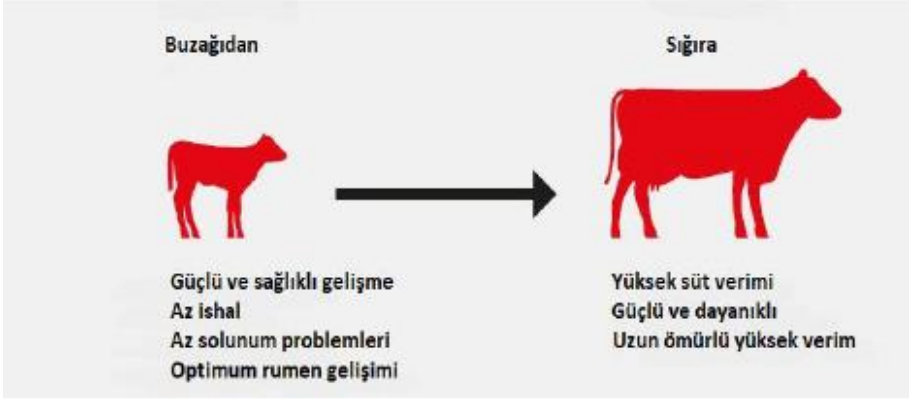 Buzağıdan
Sığıra
Güçlü ve sağlıklı gelişme
Az ishal
Az solunum problemleri
Optimum rumen gelişimi
Yüksek süt verimi
Güçlü ve dayanıklı
Uzun ömürlü yüksek verim